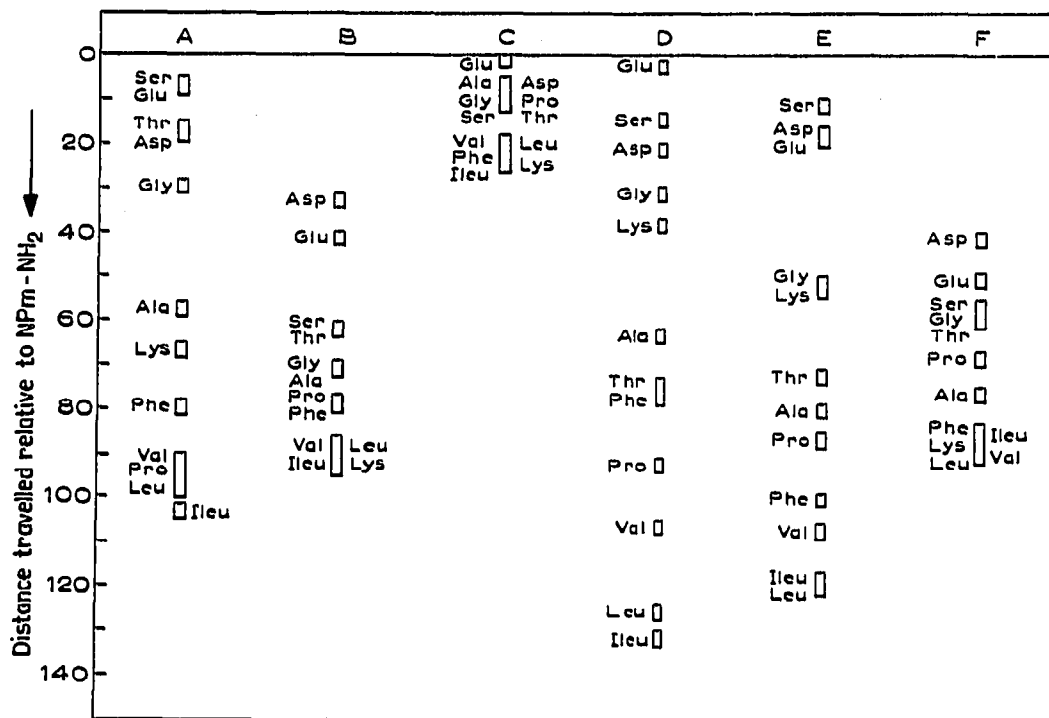 A B C D E F
Distance travelled relative to NPm-NH2
0
20
40
60
80
100
120
140
Ser
Glu
Thr
Asp
Gly
Ala
Lys
Phe
Val
Pro
Leu
Ileu
Asp
Glu
Ser
Thr
Gly
Ala
Pro
Phe
Val Leu
Ileu Lys
Glu
Ala Asp
Gly Pro
Ser Thr
Val Leu
Phe Lys
Ileu
Glu
Ser
Asp
Gly
Lys
Ala
Thr
Phe
Pro
Val
Leu
Ileu
Ser
Asp
Glu
Gly
Lys
Thr
Ala
Pro
Phe
Val
Ileu
Leu
Asp
Glu
Ser
Gly
Thr
Pro
Ala
Phe Ileu
Lys
Leu Val